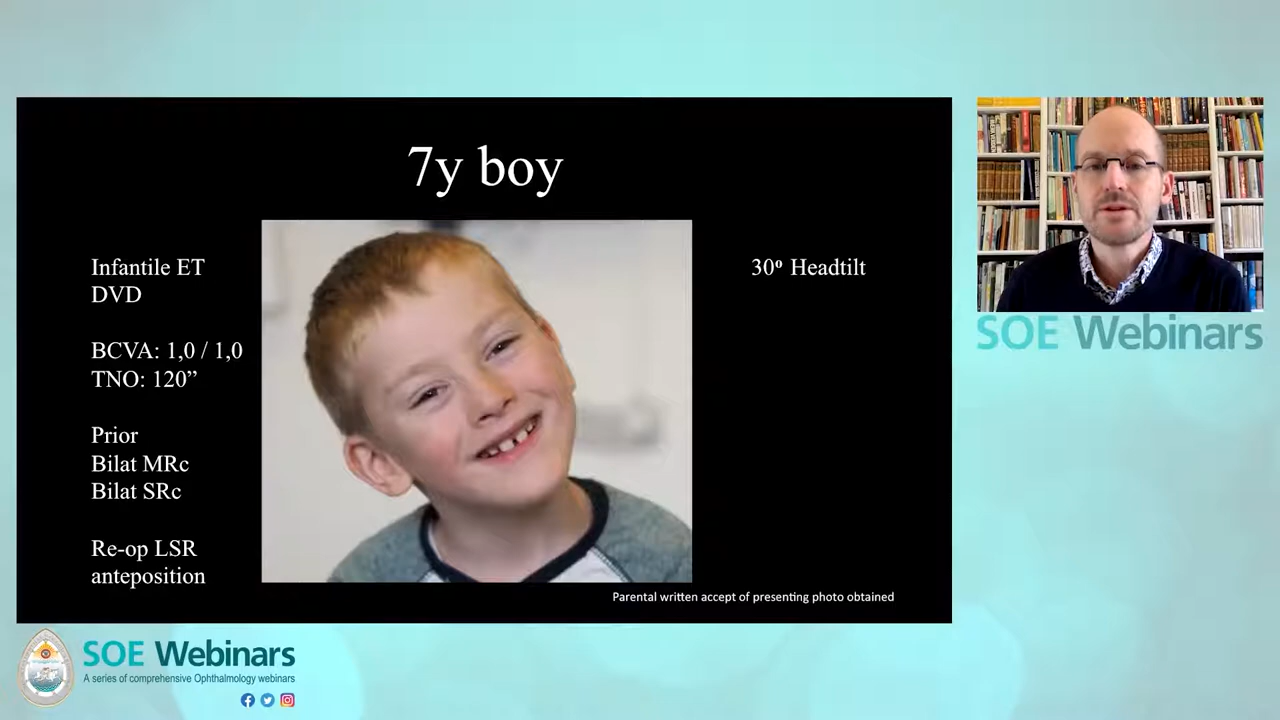 7y boy
Infantile ET
DVD
BCVA: 1,0 / 1,0
TNO: 120”
Prior
Bilat MRc
Bilat SRc
Re-op LSR
anteposition
30º Headtilt
Parental written accept of presenting photo obtained
SOE Webinars
SOE Webinars
A series of comprehensive Ophthalmology webinars